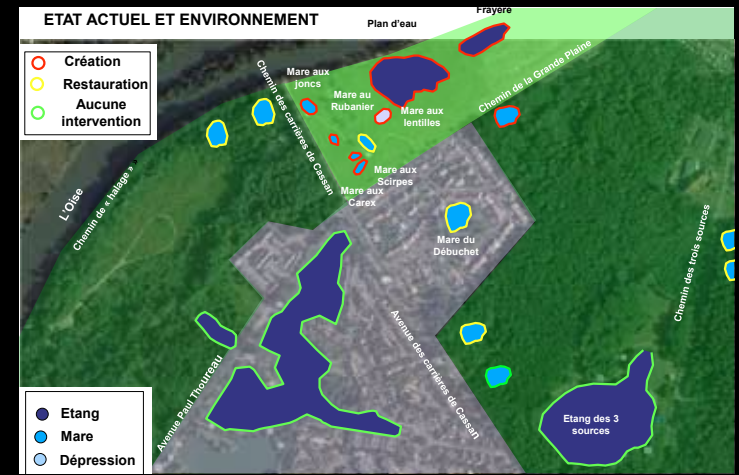 ETAT ACTUEL ET ENVIRONNEMENT
Plan d'eau
Frayère
Création
Restauration
Aucune
intervention
Mare aux
joncs
Mare au
Rubanier
Mare aux
lentilles
Chemin de la Grande Plaine
Chemin des carrières de Cassan
Mare aux
Scirpes
Mare aux
Carex
L'Oise
Chemin de « halage »
Mare du
Débuchet
Chemin des trois sources
Avenue des carrières de Cassan
Avenue Paul Thoureau
Etang des 3
sources
Etang
Mare
Dépression